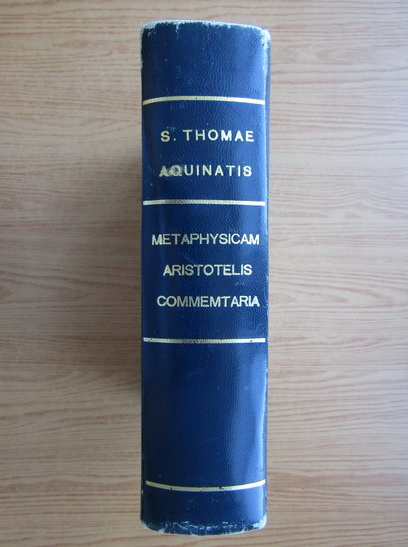 S. THOMAE
AQUINATIS
METAPHYSICAM
ARISTOTELIS
COMMEMTARIA